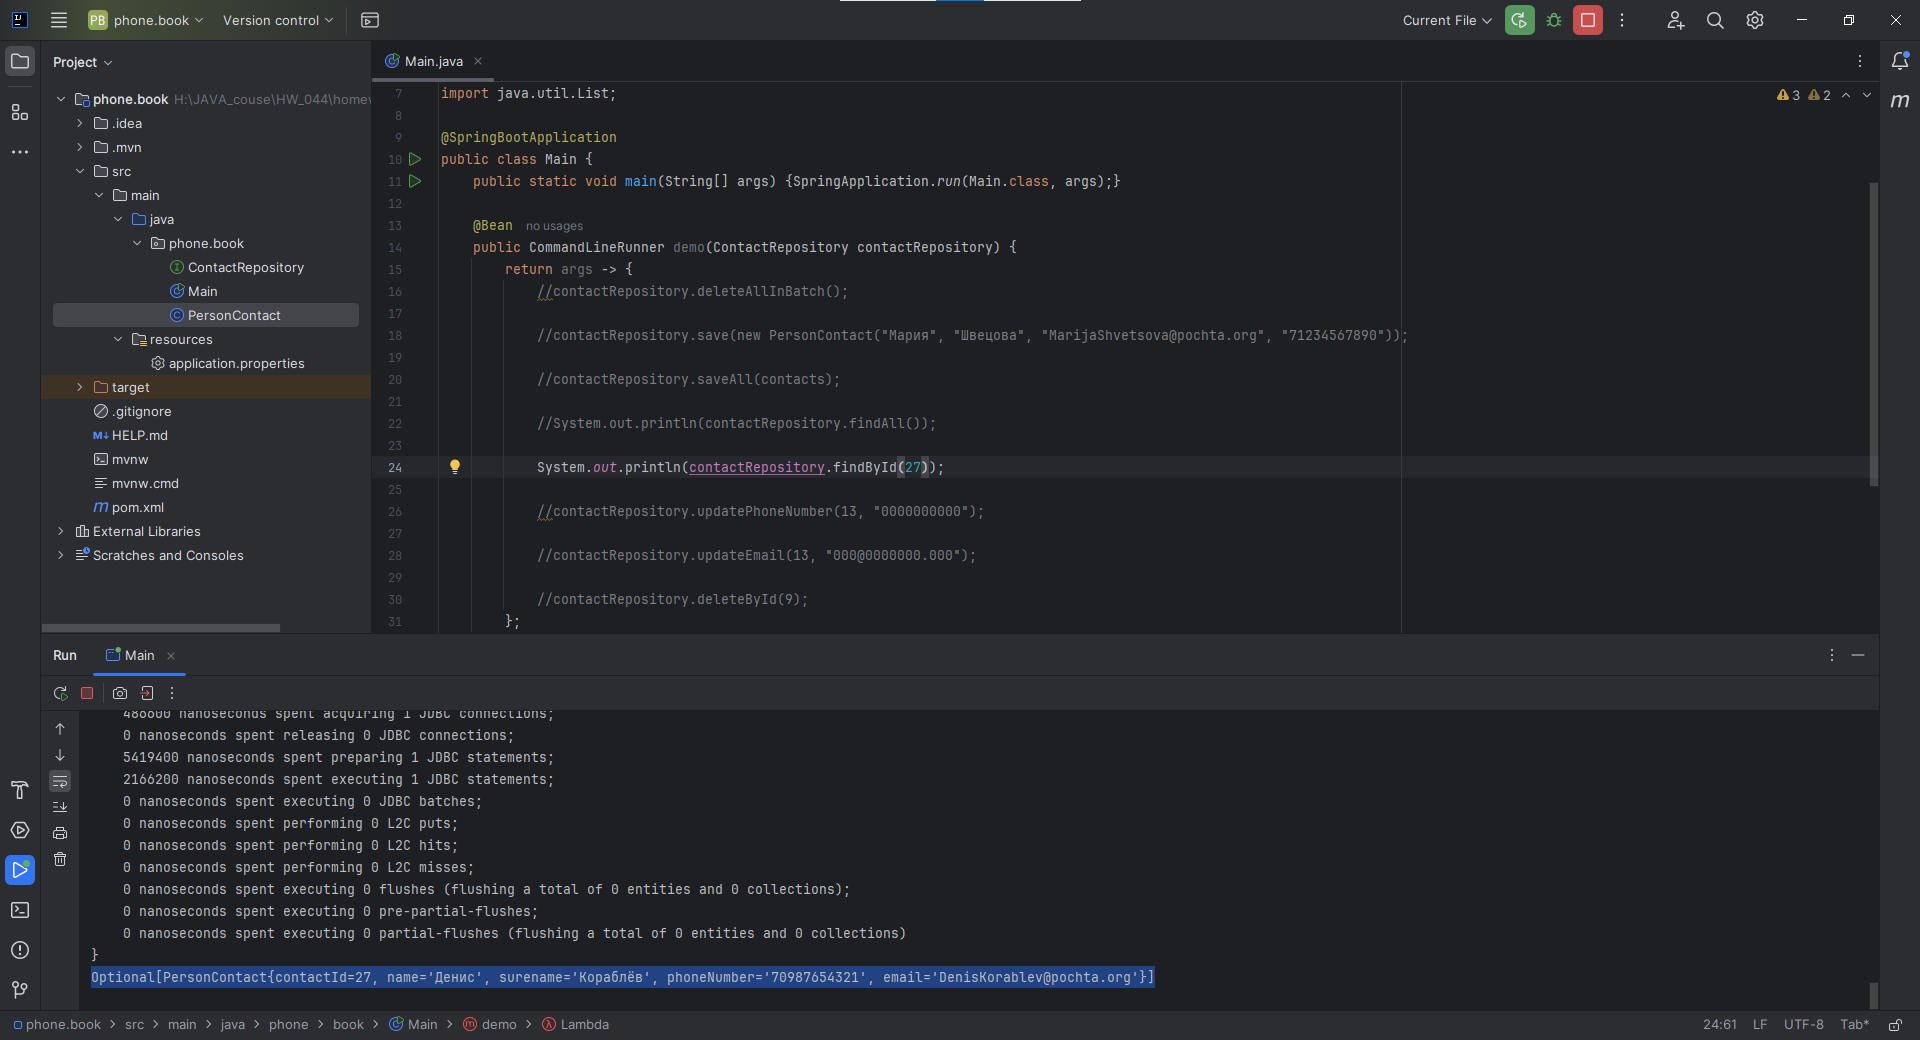 PB phone.book Version control Current File
Project
phone.book H:\JAVA_couse\HW_044\home
.idea
.mvn
src
main
java
phone.book
ContactRepository
Main
PersonContact
resources
application.properties
target
.gitignore
M↓ HELP.md
mvnw
mvnw.cmd
m pom.xml
External Libraries
Scratches and Consoles
Main.java
3 2
m
7 import java.util.List;
8
9 @SpringBootApplication
10 public class Main {
11 public static void main(String[] args) {SpringApplication.run(Main.class, args);}
12
13 @Bean no usages
14 public CommandLineRunner demo(ContactRepository contactRepository) {
15 return args -> {
16 //contactRepository.deleteAllInBatch();
17
18 //contactRepository.save(new PersonContact("Мария", "Швецова", "MarijaShvetsova@pochta.org", "71234567890"));
19
20 //contactRepository.saveAll(contacts);
21
22 //System.out.println(contactRepository.findAll());
23
24 System.out.println(contactRepository.findById(27));
25
26 //contactRepository.updatePhoneNumber(13, "0000000000");
27
28 //contactRepository.updateEmail(13, "000@0000000.000");
29
30 //contactRepository.deleteById(9);
31 };
Run Main
486600 nanoseconds spent acquiring 1 JDBC connections;
0 nanoseconds spent releasing 0 JDBC connections;
5419400 nanoseconds spent preparing 1 JDBC statements;
2166200 nanoseconds spent executing 1 JDBC statements;
0 nanoseconds spent executing 0 JDBC batches;
0 nanoseconds spent performing 0 L2C puts;
0 nanoseconds spent performing 0 L2C hits;
0 nanoseconds spent performing 0 L2C misses;
0 nanoseconds spent executing 0 flushes (flushing a total of 0 entities and 0 collections);
0 nanoseconds spent executing 0 pre-partial-flushes;
0 nanoseconds spent executing 0 partial-flushes (flushing a total of 0 entities and 0 collections)
}
Optional[PersonContact{contactId=27, name='Денис', surename='Кораблёв', phoneNumber='70987654321', email='DenisKorablev@pochta.org'}]
phone.book > src > main > java > phone > book > Main > m demo > λ Lambda 24:61 LF UTF-8 Tab*